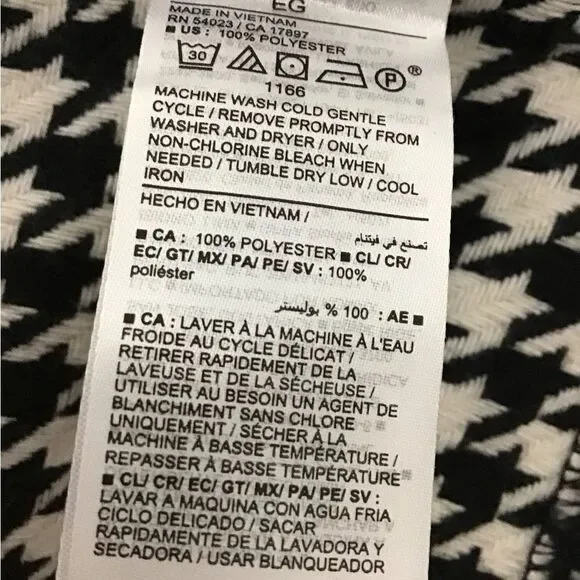 EG
MADE IN VIETNAM
RN 54023 / CA 17897
■ US : 100% POLYESTER
30
P
®
1166
MACHINE WASH COLD GENTLE
CYCLE / REMOVE PROMPTLY FROM
WASHER AND DRYER / ONLY
NON-CHLORINE BLEACH WHEN
NEEDED / TUMBLE DRY LOW / COOL
IRON
HECHO EN VIETNAM / تصنع في فيتنام
■ CA : 100% POLYESTER ■ CL/ CR/
EC/ GT/ MX/ PA/ PE/ SV : 100%
poliéster
■ AE : 100 % بوليستر
■ CA : LAVER À LA MACHINE À L'EAU
FROIDE AU CYCLE DÉLICAT /
RETIRER RAPIDEMENT DE LA
LAVEUSE ET DE LA SÉCHEUSE /
UTILISER AU BESOIN UN AGENT DE
BLANCHIMENT SANS CHLORE
UNIQUEMENT / SÉCHER À LA
MACHINE À BASSE TEMPÉRATURE /
REPASSER À BASSE TEMPÉRATURE
■ CL/ CR/ EC/ GT/ MX/ PA/ PE/ SV :
LAVAR A MAQUINA CON AGUA FRIA
CICLO DELICADO / SACAR
RAPIDAMENTE DE LA LAVADORA Y
SECADORA / USAR BLANQUEADOR